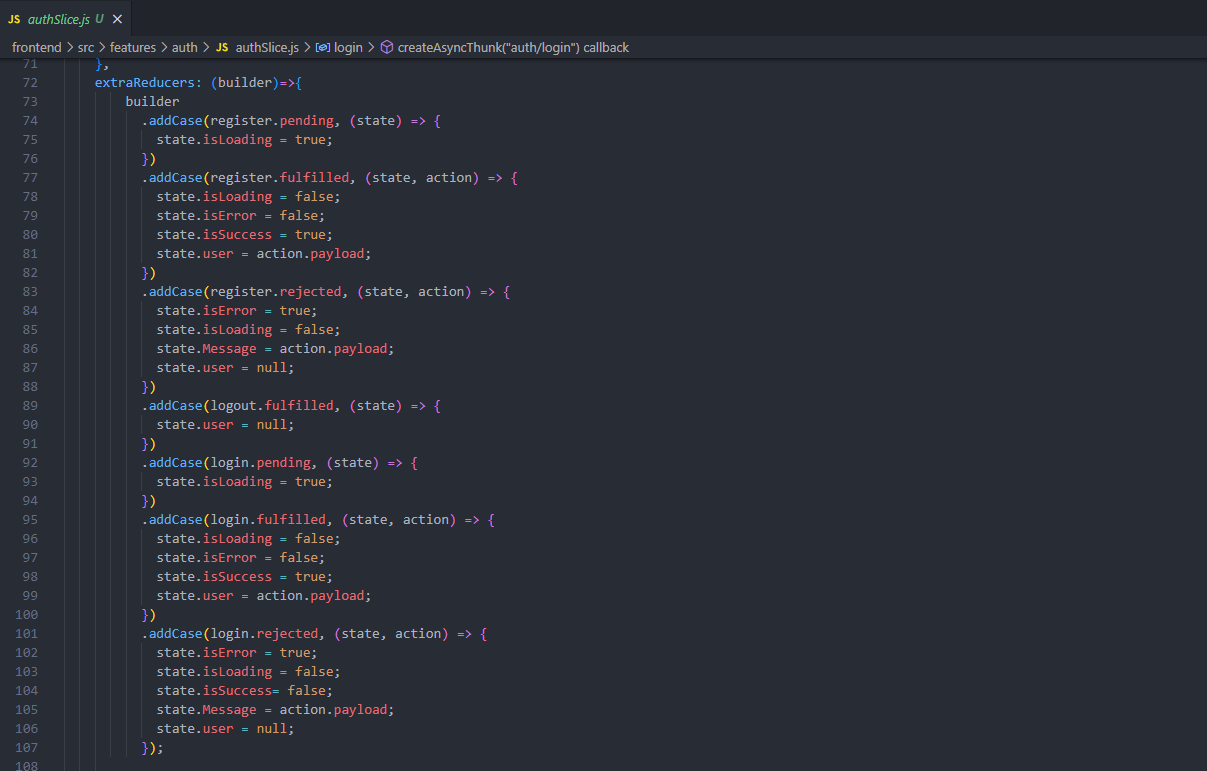 JS authSlice.js U ×
frontend > src > features > auth > JS authSlice.js > login > createAsyncThunk("auth/login") callback
71 },
72 extraReducers: (builder)=>{
73 builder
74 .addCase(register.pending, (state) => {
75 state.isLoading = true;
76 })
77 .addCase(register.fulfilled, (state, action) => {
78 state.isLoading = false;
79 state.isError = false;
80 state.isSuccess = true;
81 state.user = action.payload;
82 })
83 .addCase(register.rejected, (state, action) => {
84 state.isError = true;
85 state.isLoading = false;
86 state.Message = action.payload;
87 state.user = null;
88 })
89 .addCase(logout.fulfilled, (state) => {
90 state.user = null;
91 })
92 .addCase(login.pending, (state) => {
93 state.isLoading = true;
94 })
95 .addCase(login.fulfilled, (state, action) => {
96 state.isLoading = false;
97 state.isError = false;
98 state.isSuccess = true;
99 state.user = action.payload;
100 })
101 .addCase(login.rejected, (state, action) => {
102 state.isError = true;
103 state.isLoading = false;
104 state.isSuccess= false;
105 state.Message = action.payload;
106 state.user = null;
107 });
108